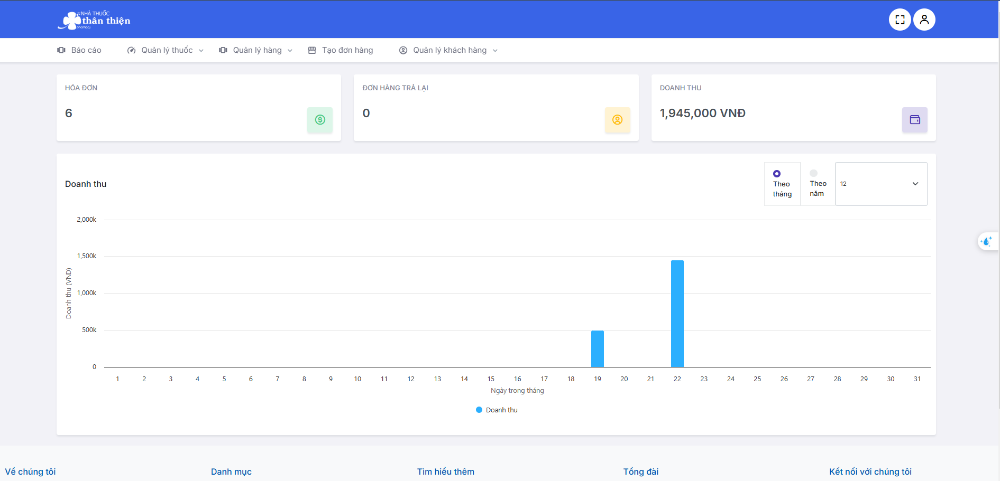 NHÀ THUỐC
thân thiện
pharmacy
Báo cáo
Quản lý thuốc
Quản lý hàng
Tạo đơn hàng
Quản lý khách hàng
HÓA ĐƠN
6
ĐƠN HÀNG TRẢ LẠI
0
DOANH THU
1,945,000 VNĐ
Doanh thu
Theo
tháng
Theo
năm
12
2,000k
1,500k
1,000k
500k
0
Doanh thu (VND)
1 2 3 4 5 6 7 8 9 10 11 12 13 14 15 16 17 18 19 20 21 22 23 24 25 26 27 28 29 30 31
Ngày trong tháng
Doanh thu
Về chúng tôi
Danh mục
Tìm hiểu thêm
Tổng đài
Kết nối với chúng tôi